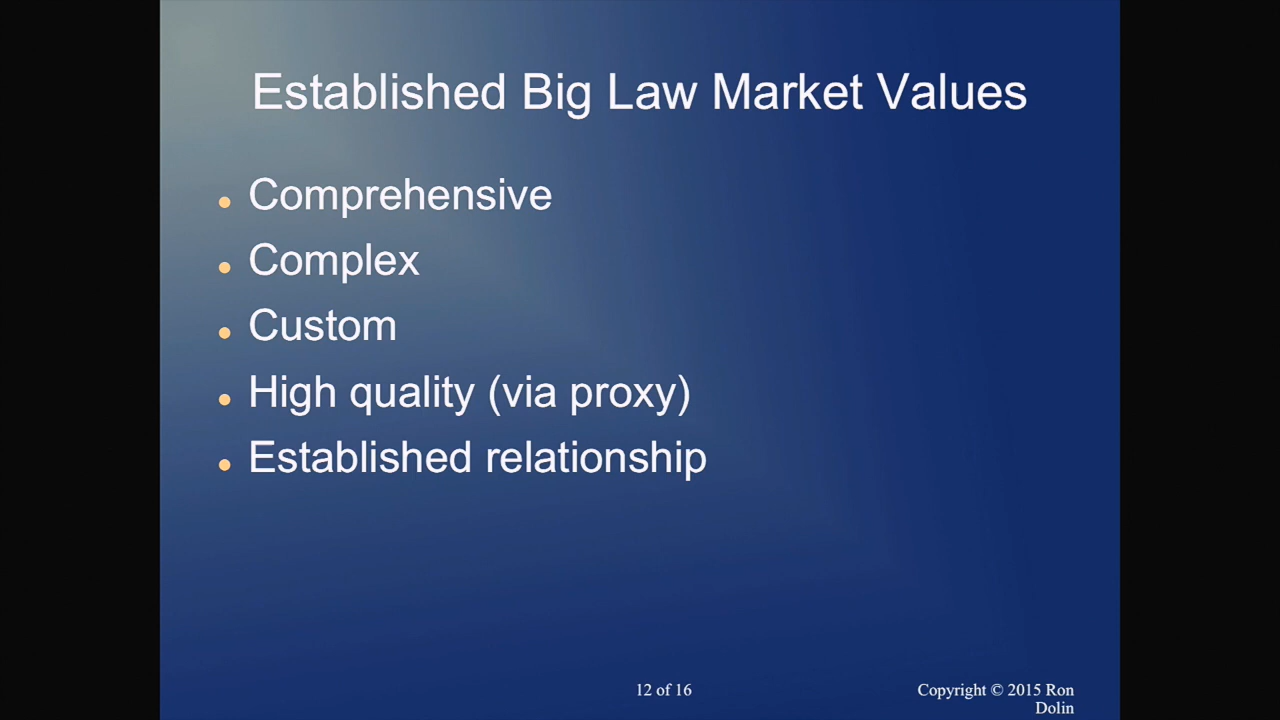 Established Big Law Market Values
Comprehensive
Complex
Custom
High quality (via proxy)
Established relationship
12 of 16
Copyright © 2015 Ron
Dolin